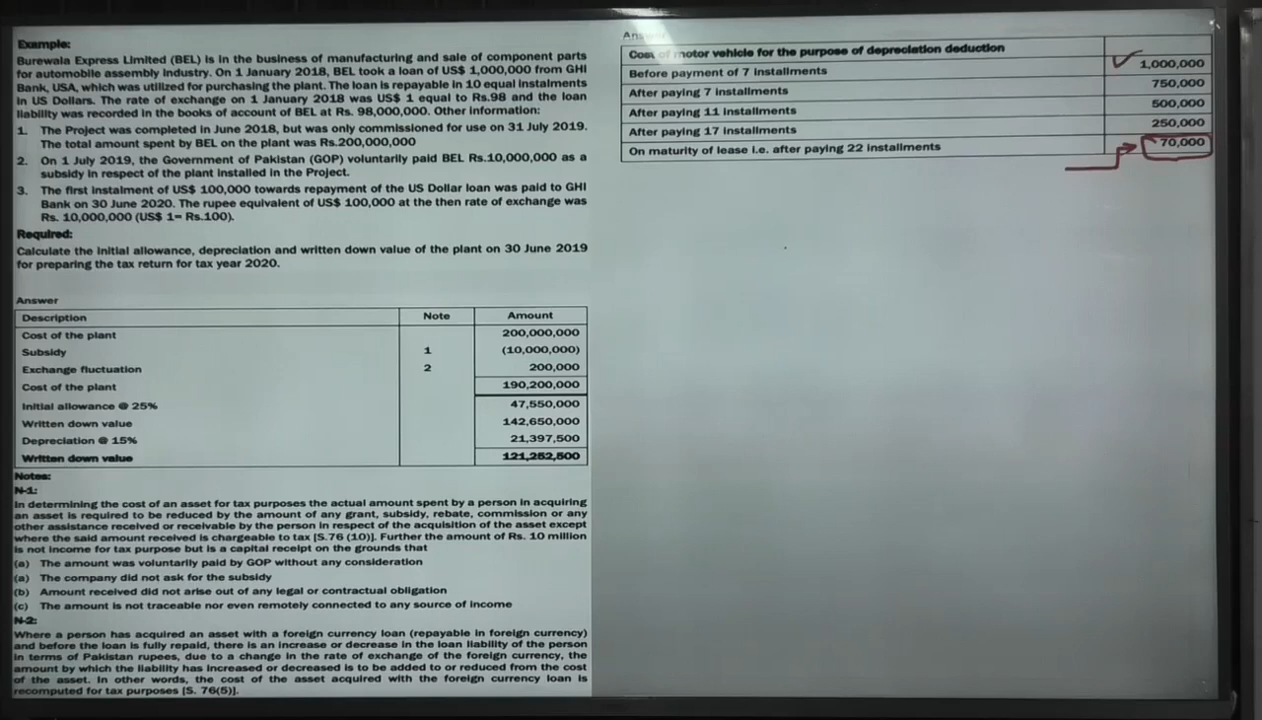 Example:
Burewala Express Limited (BEL) is in the business of manufacturing and sale of component parts
for automobile assembly industry. On 1 January 2018, BEL took a loan of US$ 1,000,000 from GHI
Bank, USA, which was utilized for purchasing the plant. The loan is repayable in 10 equal instalments
in US Dollars. The rate of exchange on 1 January 2018 was US$ 1 equal to Rs.98 and the loan
liability was recorded in the books of account of BEL at Rs. 98,000,000. Other information:
1. The Project was completed in June 2018, but was only commissioned for use on 31 July 2019.
The total amount spent by BEL on the plant was Rs.200,000,000
2. On 1 July 2019, the Government of Pakistan (GOP) voluntarily paid BEL Rs.10,000,000 as a
subsidy in respect of the plant installed in the Project.
3. The first instalment of US$ 100,000 towards repayment of the US Dollar loan was paid to GHI
Bank on 30 June 2020. The rupee equivalent of US$ 100,000 at the then rate of exchange was
Rs. 10,000,000 (US$ 1= Rs.100).
Required:
Calculate the initial allowance, depreciation and written down value of the plant on 30 June 2019
for preparing the tax return for tax year 2020.
Answer
Description Note Amount
Cost of the plant 200,000,000
Subsidy 1 (10,000,000)
Exchange fluctuation 2 200,000
Cost of the plant 190,200,000
Initial allowance @ 25% 47,550,000
Written down value 142,650,000
Depreciation @ 15% 21,397,500
Written down value 121,252,500
Notes:
N-1:
In determining the cost of an asset for tax purposes the actual amount spent by a person in acquiring
an asset is required to be reduced by the amount of any grant, subsidy, rebate, commission or any
other assistance received or receivable by the person in respect of the acquisition of the asset except
where the said amount received is chargeable to tax [S.76 (10)]. Further the amount of Rs. 10 million
is not income for tax purpose but is a capital receipt on the grounds that
(a) The amount was voluntarily paid by GOP without any consideration
(a) The company did not ask for the subsidy
(b) Amount received did not arise out of any legal or contractual obligation
(c) The amount is not traceable nor even remotely connected to any source of income
N-2:
Where a person has acquired an asset with a foreign currency loan (repayable in foreign currency)
and before the loan is fully repaid, there is an increase or decrease in the loan liability of the person
in terms of Pakistan rupees, due to a change in the rate of exchange of the foreign currency, the
amount by which the liability has increased or decreased is to be added to or reduced from the cost
of the asset. In other words, the cost of the asset acquired with the foreign currency loan is
recomputed for tax purposes [S. 76(5)].
Cost of motor vehicle for the purpose of depreciation deduction
Before payment of 7 installments 1,000,000
After paying 7 installments 750,000
After paying 11 installments 500,000
After paying 17 installments 250,000
On maturity of lease i.e. after paying 22 installments 70,000